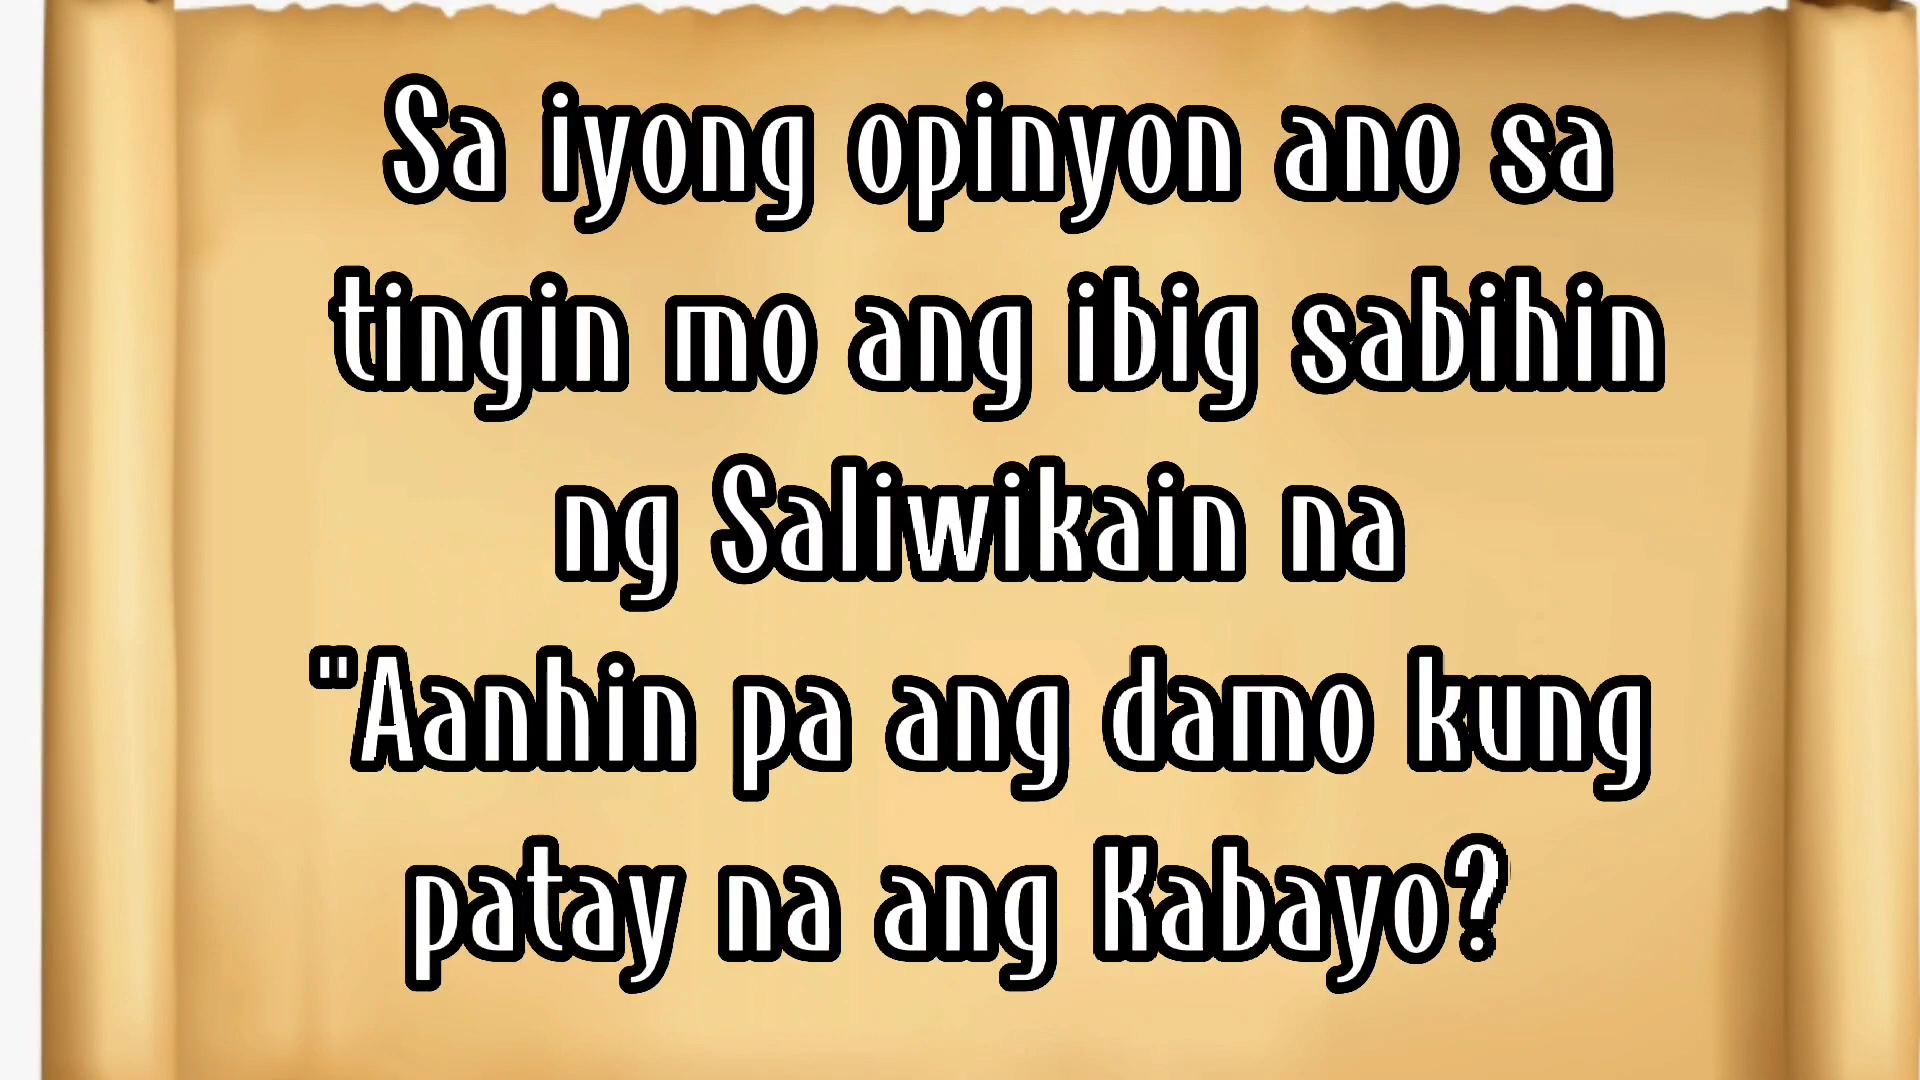 Sa iyong opinyon ano sa
tingin mo ang ibig sabihin
ng Saliwikain na
"Aanhin pa ang damo kung
patay na ang Kabayo?